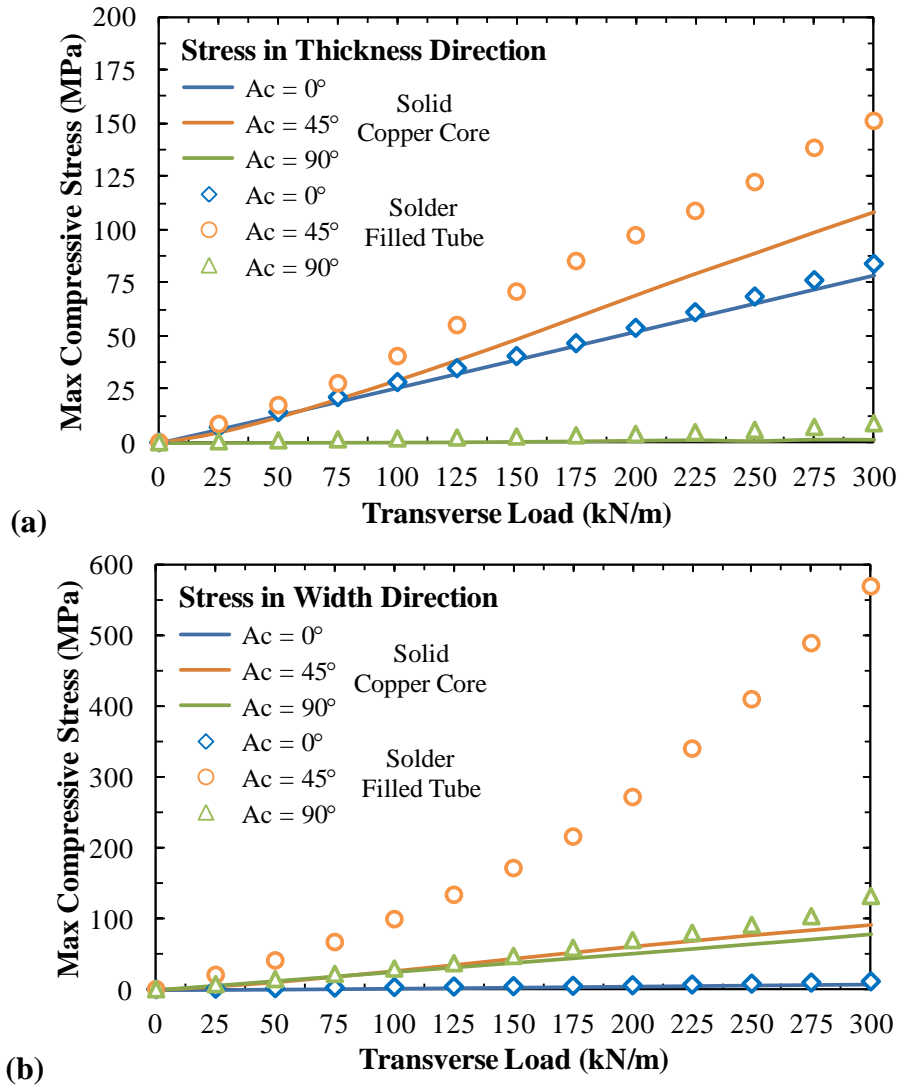 200
175
150
125
100
75
50
25
0
Max Compressive Stress (MPa)
Stress in Thickness Direction
Ac = 0°
Ac = 45°
Ac = 90°
Solid
Copper Core
Ac = 0°
Ac = 45°
Ac = 90°
Solder
Filled Tube
0 25 50 75 100 125 150 175 200 225 250 275 300
Transverse Load (kN/m)
(a)
600
500
400
300
200
100
0
Max Compressive Stress (MPa)
Stress in Width Direction
Ac = 0°
Ac = 45°
Ac = 90°
Solid
Copper Core
Ac = 0°
Ac = 45°
Ac = 90°
Solder
Filled Tube
0 25 50 75 100 125 150 175 200 225 250 275 300
Transverse Load (kN/m)
(b)